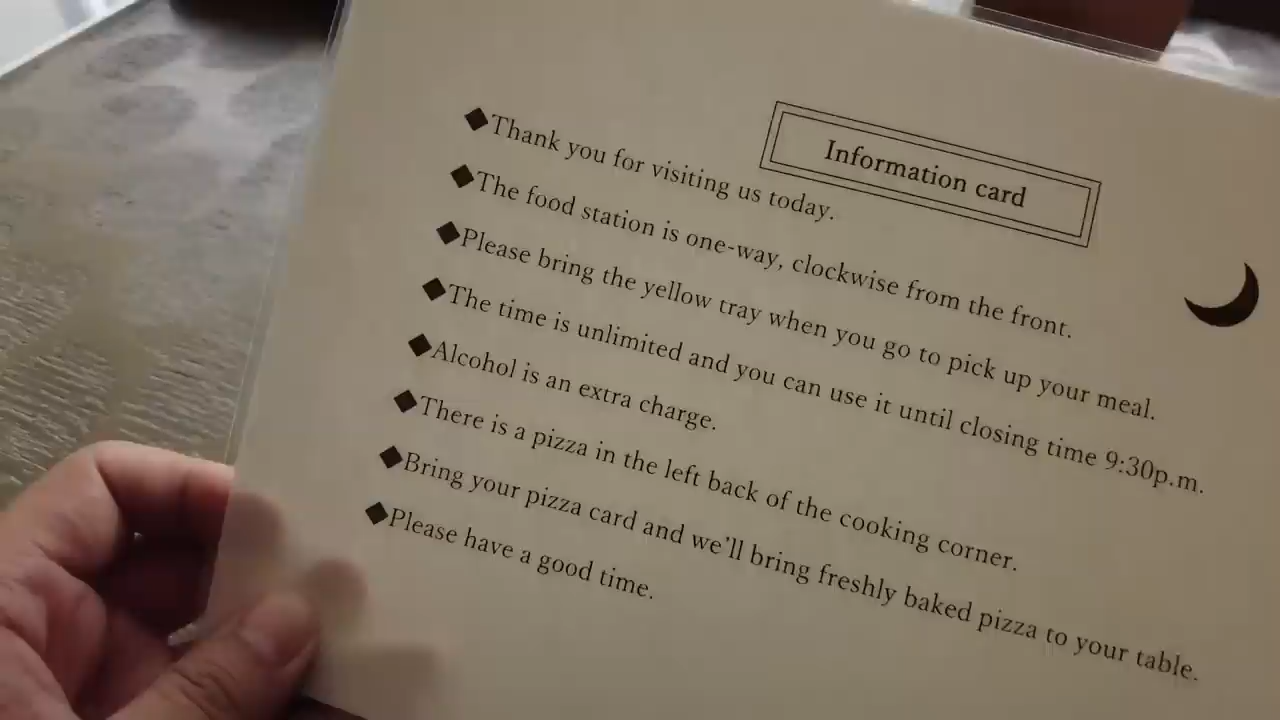 Information card
◆Thank you for visiting us today.
◆The food station is one-way, clockwise from the front.
◆Please bring the yellow tray when you go to pick up your meal.
◆The time is unlimited and you can use it until closing time 9:30p.m.
◆Alcohol is an extra charge.
◆There is a pizza in the left back of the cooking corner.
◆Bring your pizza card and we'll bring freshly baked pizza to your table.
◆Please have a good time.